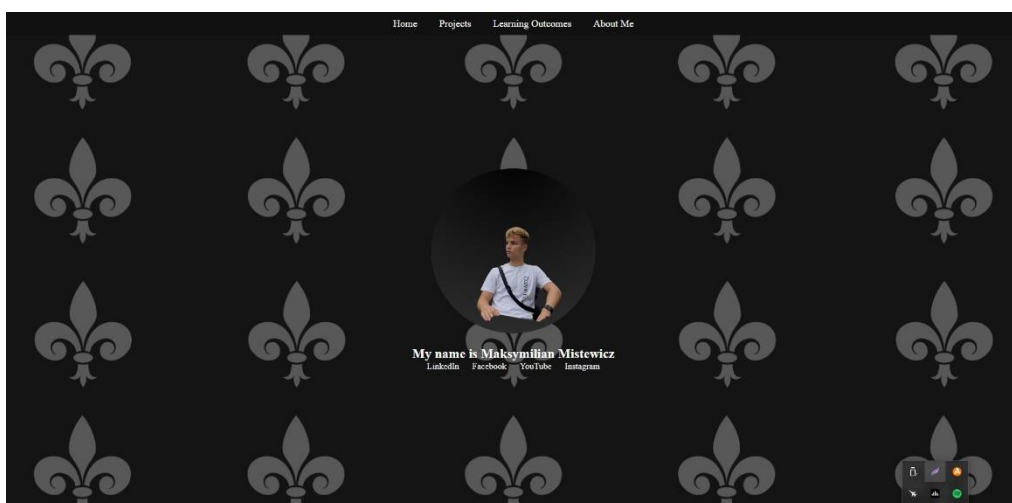 Home Projects Learning Outcomes About Me
My name is Maksymilian Mistewicz
LinkedIn Facebook YouTube Instagram